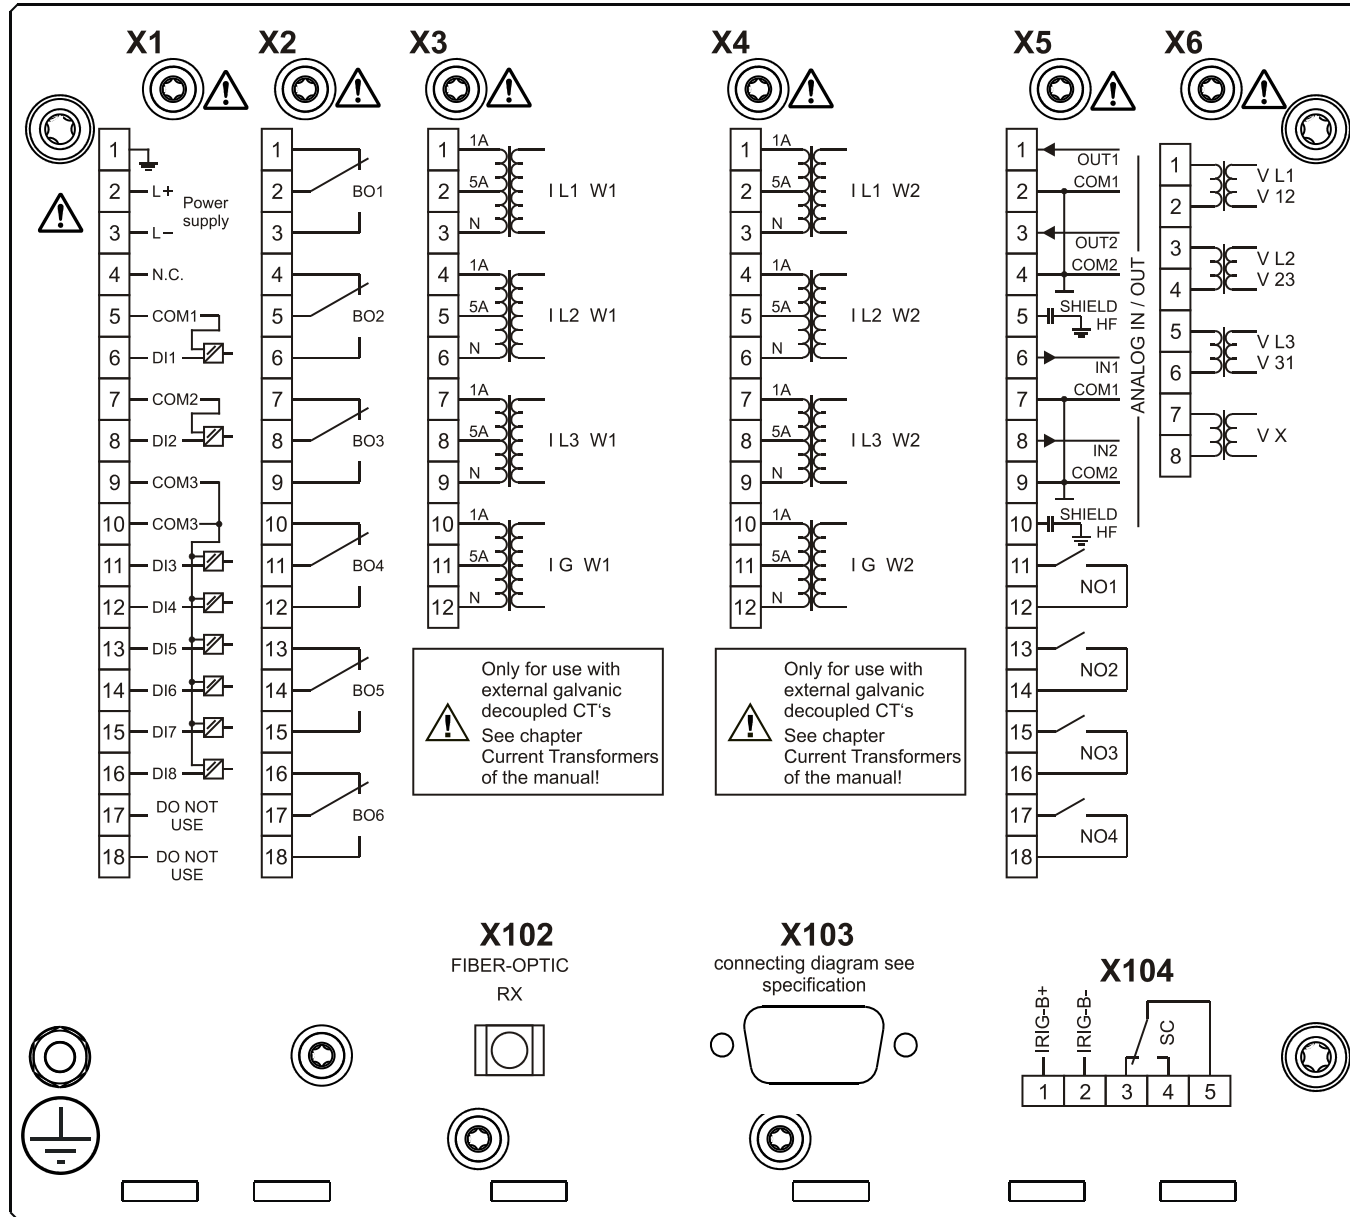 X1
1
2 L+
Power
supply
3 L−
4 N.C.
5 COM1
6 DI1
7 COM2
8 DI2
9 COM3
10 COM3
11 DI3
12 DI4
13 DI5
14 DI6
15 DI7
16 DI8
17 DO NOT
USE
18 DO NOT
USE
X2
1
2 BO1
3
4
5 BO2
6
7
8 BO3
9
10
11 BO4
12
13
14 BO5
15
16
17 BO6
18
X3
1 1A
2 5A I L1 W1
3 N
4 1A
5 5A I L2 W1
6 N
7 1A
8 5A I L3 W1
9 N
10 1A
11 5A I G W1
12 N
Only for use with
external galvanic
decoupled CT's
See chapter
Current Transformers
of the manual!
X4
1 1A
2 5A I L1 W2
3 N
4 1A
5 5A I L2 W2
6 N
7 1A
8 5A I L3 W2
9 N
10 1A
11 5A I G W2
12 N
Only for use with
external galvanic
decoupled CT's
See chapter
Current Transformers
of the manual!
X5
1 OUT1
2 COM1
3 OUT2
4 COM2
5 SHIELD
HF
6 IN1
7 COM1
8 IN2
9 COM2
10 SHIELD
HF
ANALOG IN / OUT
11
NO1
12
13
NO2
14
15
NO3
16
17
NO4
18
X6
1 V L1
2 V 12
3 V L2
4 V 23
5 V L3
6 V 31
7
V X
8
X102
FIBER-OPTIC
RX
X103
connecting diagram see
specification
X104
IRIG-B+
IRIG-B-
SC
1 2 3 4 5